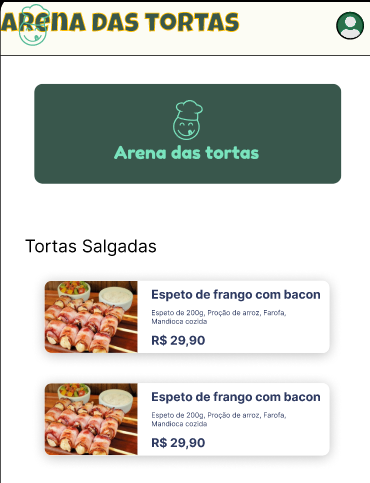 ARENA DAS TORTAS
Arena das tortas
Tortas Salgadas
Espeto de frango com bacon
Espeto de 200g, Proção de arroz, Farofa,
Mandioca cozida
R$ 29,90
Espeto de frango com bacon
Espeto de 200g, Proção de arroz, Farofa,
Mandioca cozida
R$ 29,90